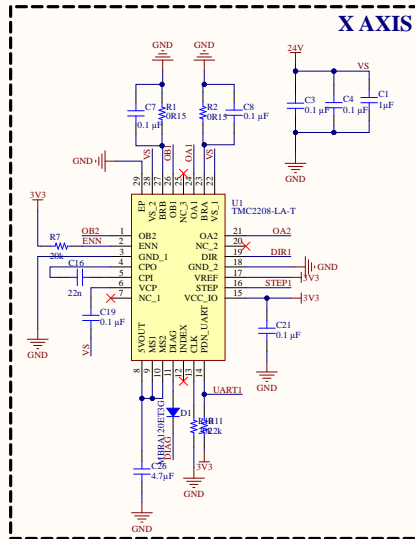 X AXIS
GND
GND
24V
VS
C7
0.1 µF
R1
0R15
R2
0R15
C8
0.1 µF
C3
0.1 µF
C4
0.1 µF
C1
1µF
GND
VS
OB1
OA1
VS
GND
29
28
27
26
25
24
23
22
EP
VS_2
BRB
OB1
NC_3
OA1
BRA
VS_1
U1
TMC2208-LA-T
3V3
R7
20k
OB2
ENN
C16
22n
1
2
3
4
5
6
7
OB2
ENN
GND_1
CPO
CPI
VCP
NC_1
OA2
NC_2
DIR
GND_2
VREF
STEP
VCC_IO
21
20
19
18
17
16
15
OA2
DIR1
GND
3V3
STEP1
3V3
C19
0.1 µF
VS
GND
C21
0.1 µF
GND
5VOUT
MS1
MS2
DIAG
INDEX
CLK
PDN_UART
8
9
10
11
12
13
14
UART1
D1
MBRA120ET3G
DIAG
R11
22k
3V3
C26
4.7µF
GND
GND